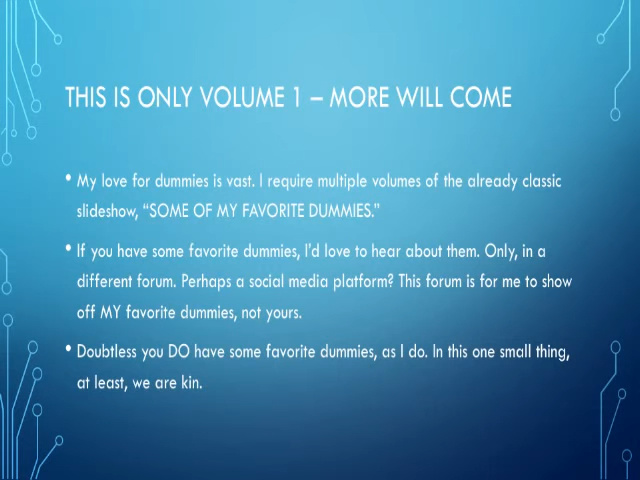 THIS IS ONLY VOLUME 1 – MORE WILL COME
• My love for dummies is vast. I require multiple volumes of the already classic
slideshow, “SOME OF MY FAVORITE DUMMIES.”
• If you have some favorite dummies, I'd love to hear about them. Only, in a
different forum. Perhaps a social media platform? This forum is for me to show
off MY favorite dummies, not yours.
• Doubtless you DO have some favorite dummies, as I do. In this one small thing,
at least, we are kin.